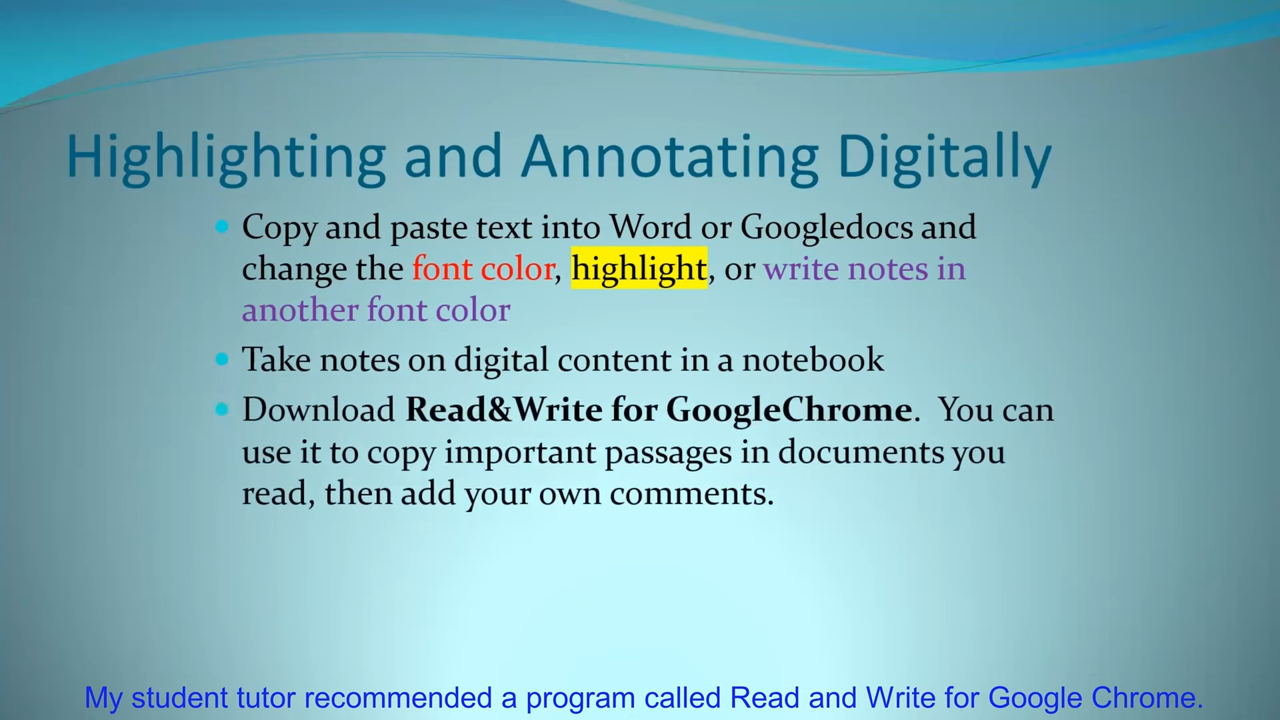 Highlighting and Annotating Digitally
Copy and paste text into Word or Googledocs and
change the font color, highlight, or write notes in
another font color
Take notes on digital content in a notebook
Download Read&Write for GoogleChrome.  You can
use it to copy important passages in documents you
read, then add your own comments.
My student tutor recommended a program called Read and Write for Google Chrome.